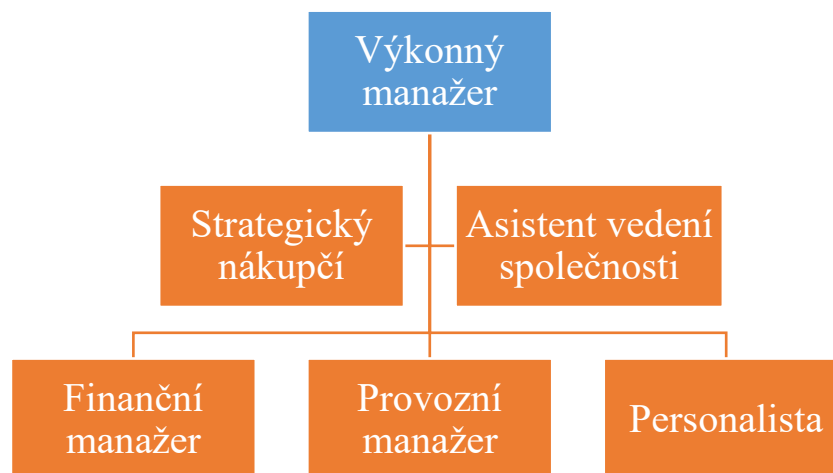 Výkonný
manažer
Strategický
nákupčí
Asistent vedení
společnosti
Finanční
manažer
Provozní
manažer
Personalista